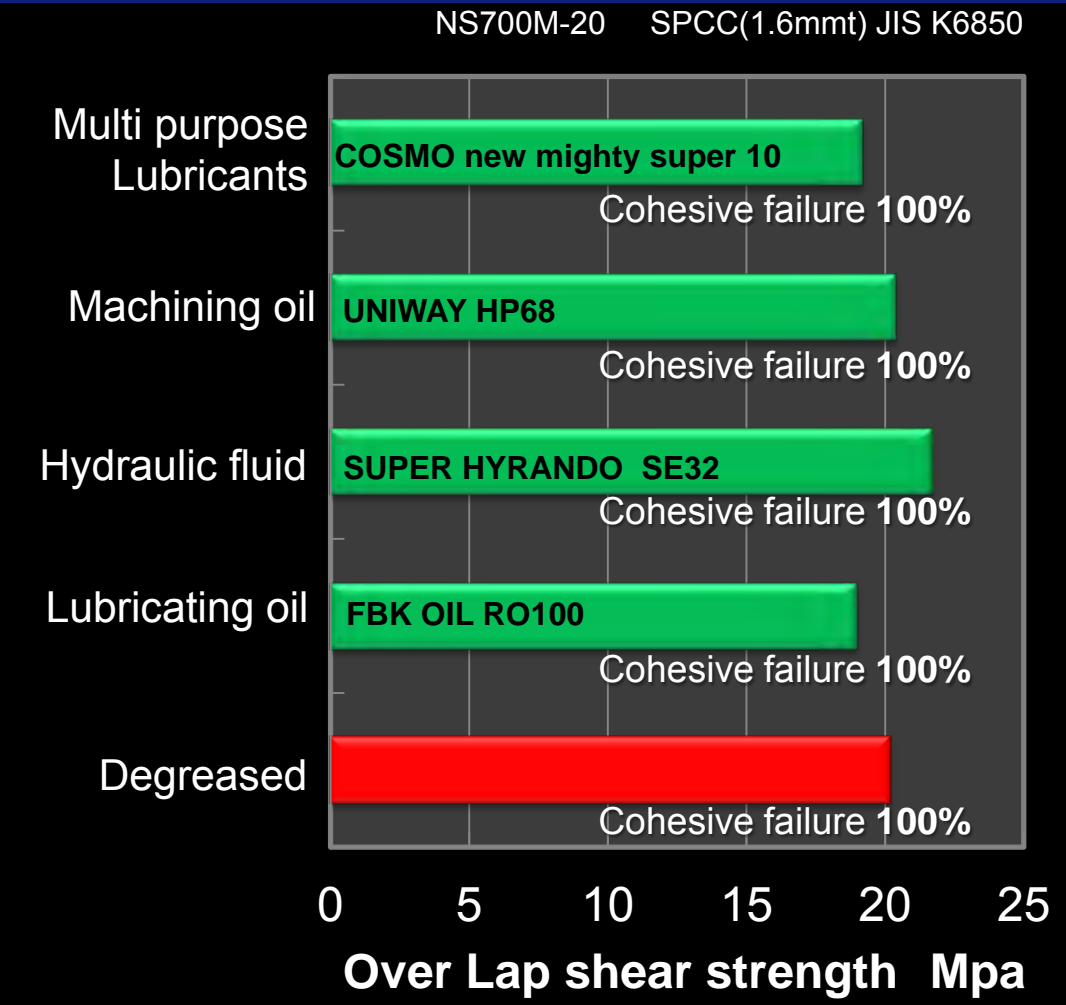 NS700M-20 SPCC(1.6mmt) JIS K6850
Multi purpose
Lubricants
COSMO new mighty super 10
Cohesive failure 100%
Machining oil
UNIWAY HP68
Cohesive failure 100%
Hydraulic fluid
SUPER HYRANDO SE32
Cohesive failure 100%
Lubricating oil
FBK OIL RO100
Cohesive failure 100%
Degreased
Cohesive failure 100%
0 5 10 15 20 25
Over Lap shear strength Mpa